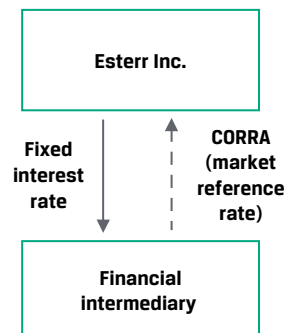 Esterr Inc.
Fixed
interest
rate
CORRA
(market
reference
rate)
Financial
intermediary